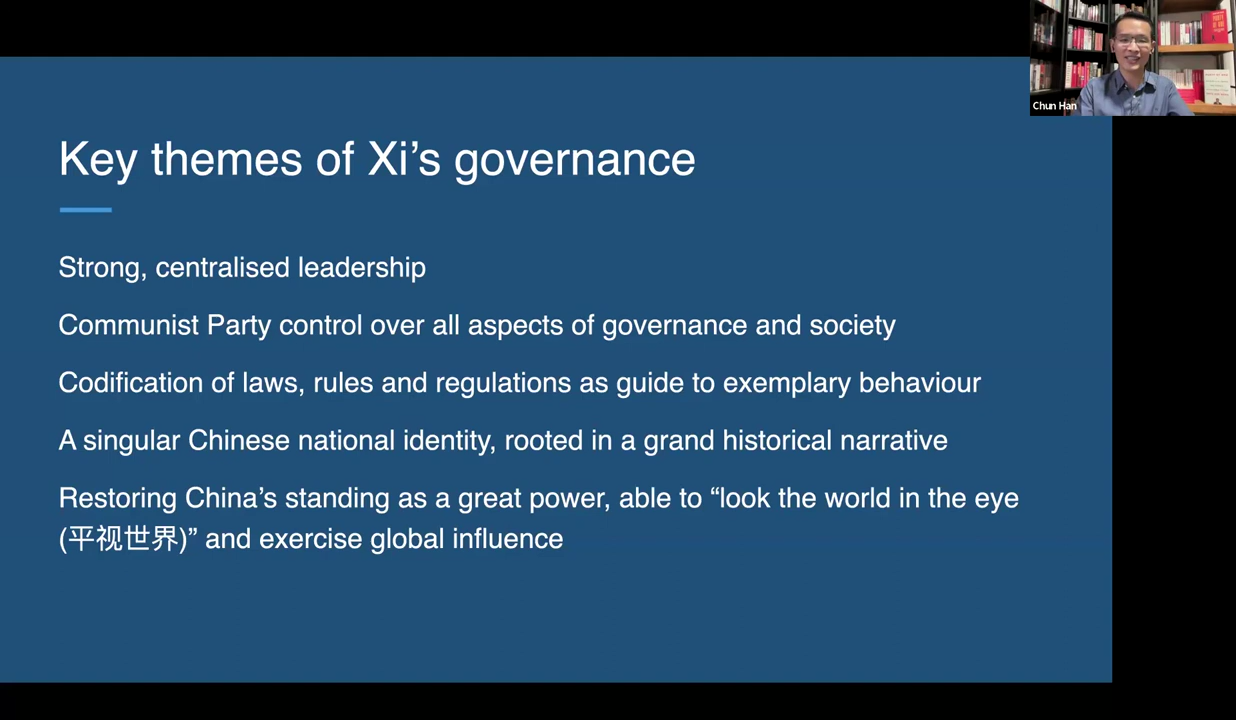 Key themes of Xi’s governance
Strong, centralised leadership
Communist Party control over all aspects of governance and society
Codification of laws, rules and regulations as guide to exemplary behaviour
A singular Chinese national identity, rooted in a grand historical narrative
Restoring China’s standing as a great power, able to “look the world in the eye
(平视世界)” and exercise global influence
Chun Han